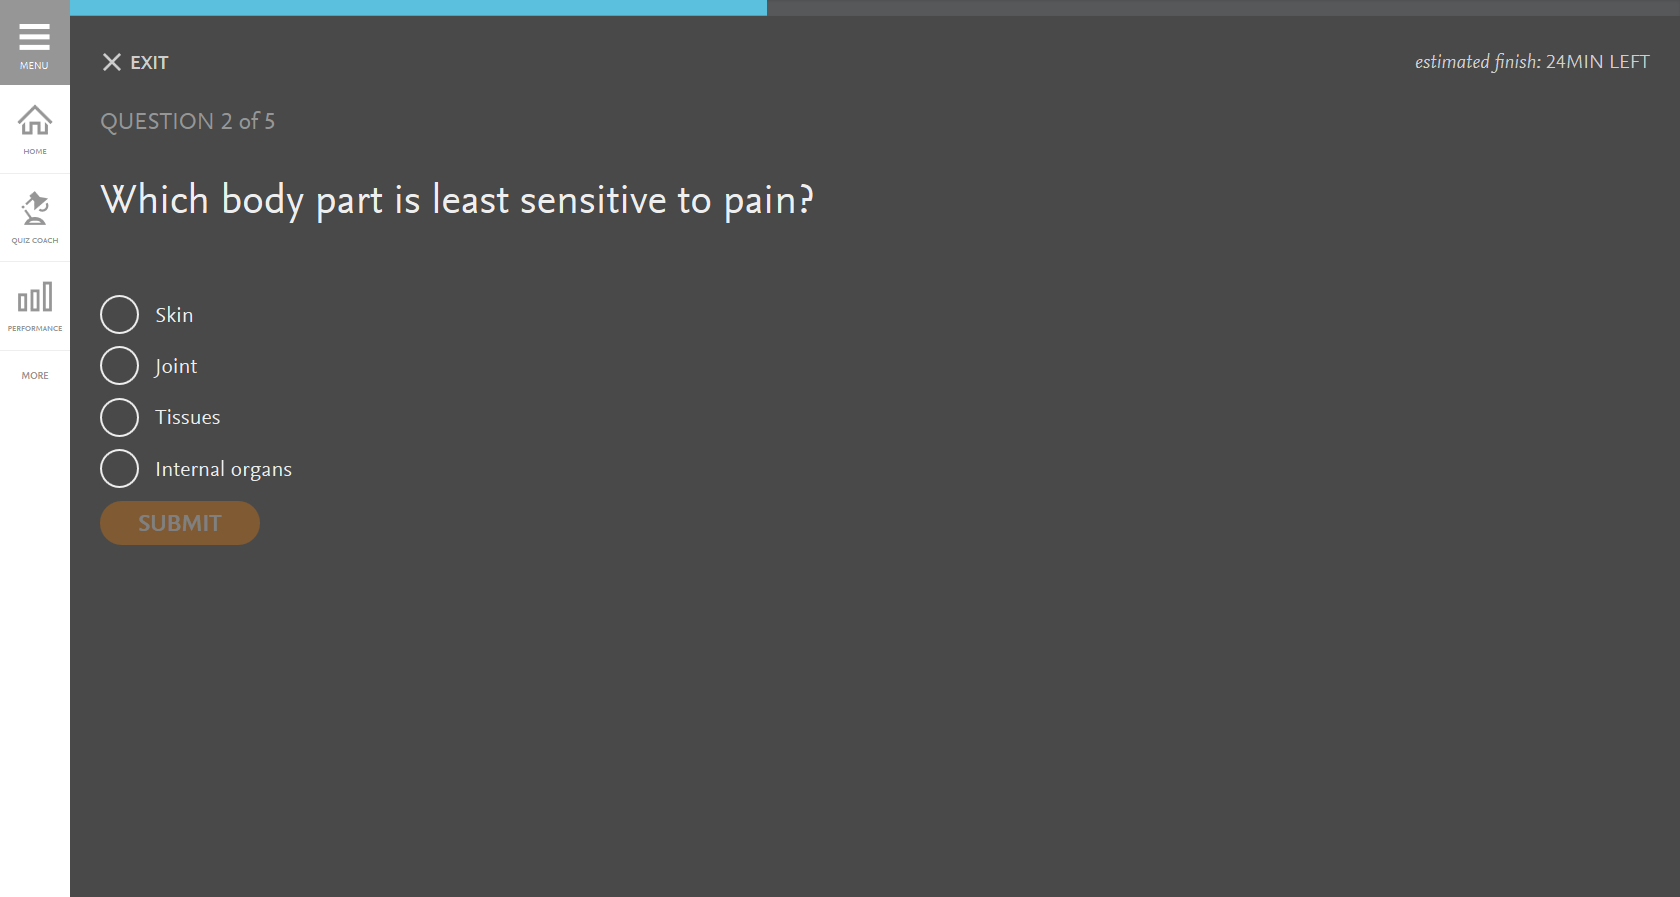 MENU
HOME
QUIZ COACH
PERFORMANCE
MORE
EXIT
estimated finish: 24MIN LEFT
QUESTION 2 of 5
Which body part is least sensitive to pain?
Skin
Joint
Tissues
Internal organs
SUBMIT